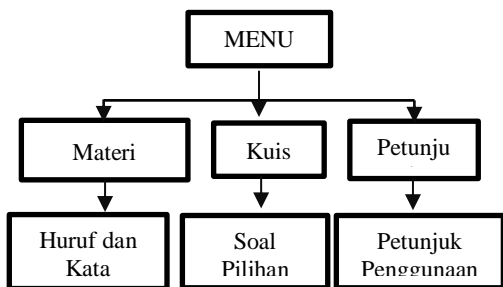 MENU
Materi
Kuis
Petunju
Huruf dan
Kata
Soal
Pilihan
Petunjuk
Penggunaan